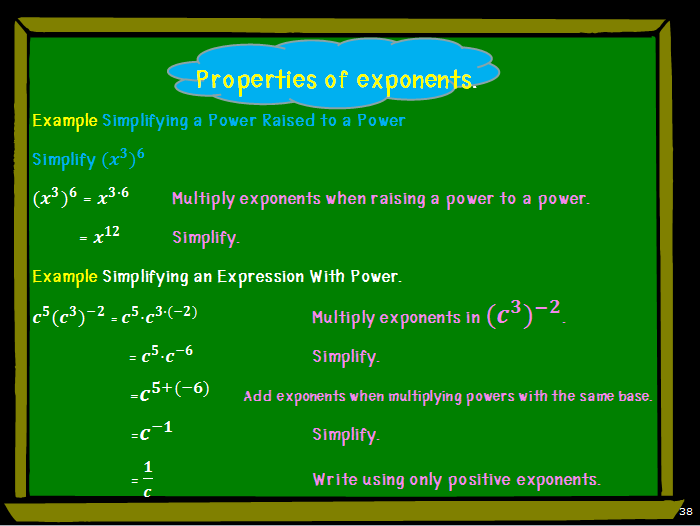 Properties of exponents.
Example Simplifying a Power Raised to a Power
Simplify (x³)⁶
(x³)⁶ = x³·⁶ Multiply exponents when raising a power to a power.
= x¹² Simplify.
Example Simplifying an Expression With Power.
c⁵(c³)⁻² = c⁵·c³·⁽⁻²⁾ Multiply exponents in (c³)⁻².
= c⁵·c⁻⁶ Simplify.
=c⁵⁺⁽⁻⁶⁾ Add exponents when multiplying powers with the same base.
=c⁻¹ Simplify.
= 1/c Write using only positive exponents.
38